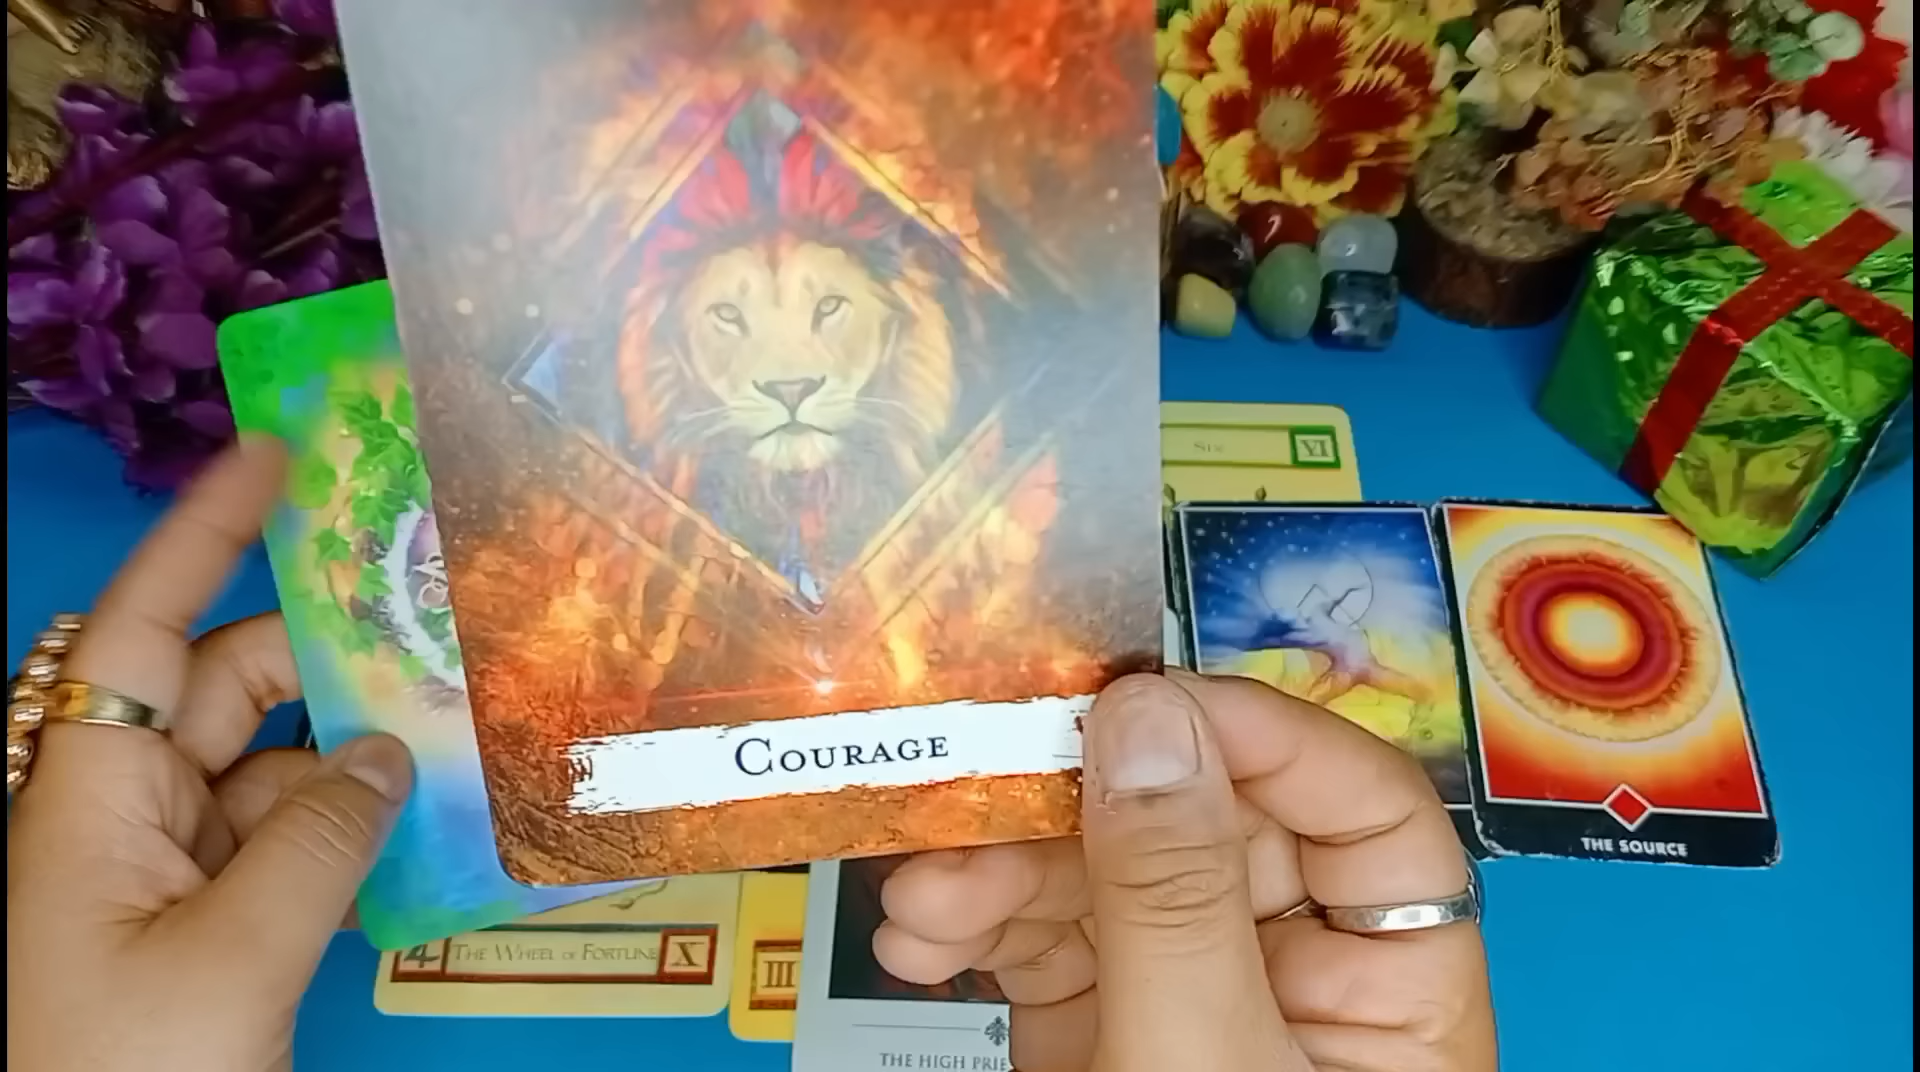 Six VI
COURAGE
THE SOURCE
THE WHEEL OF FORTUNE X
III
THE HIGH PRIE